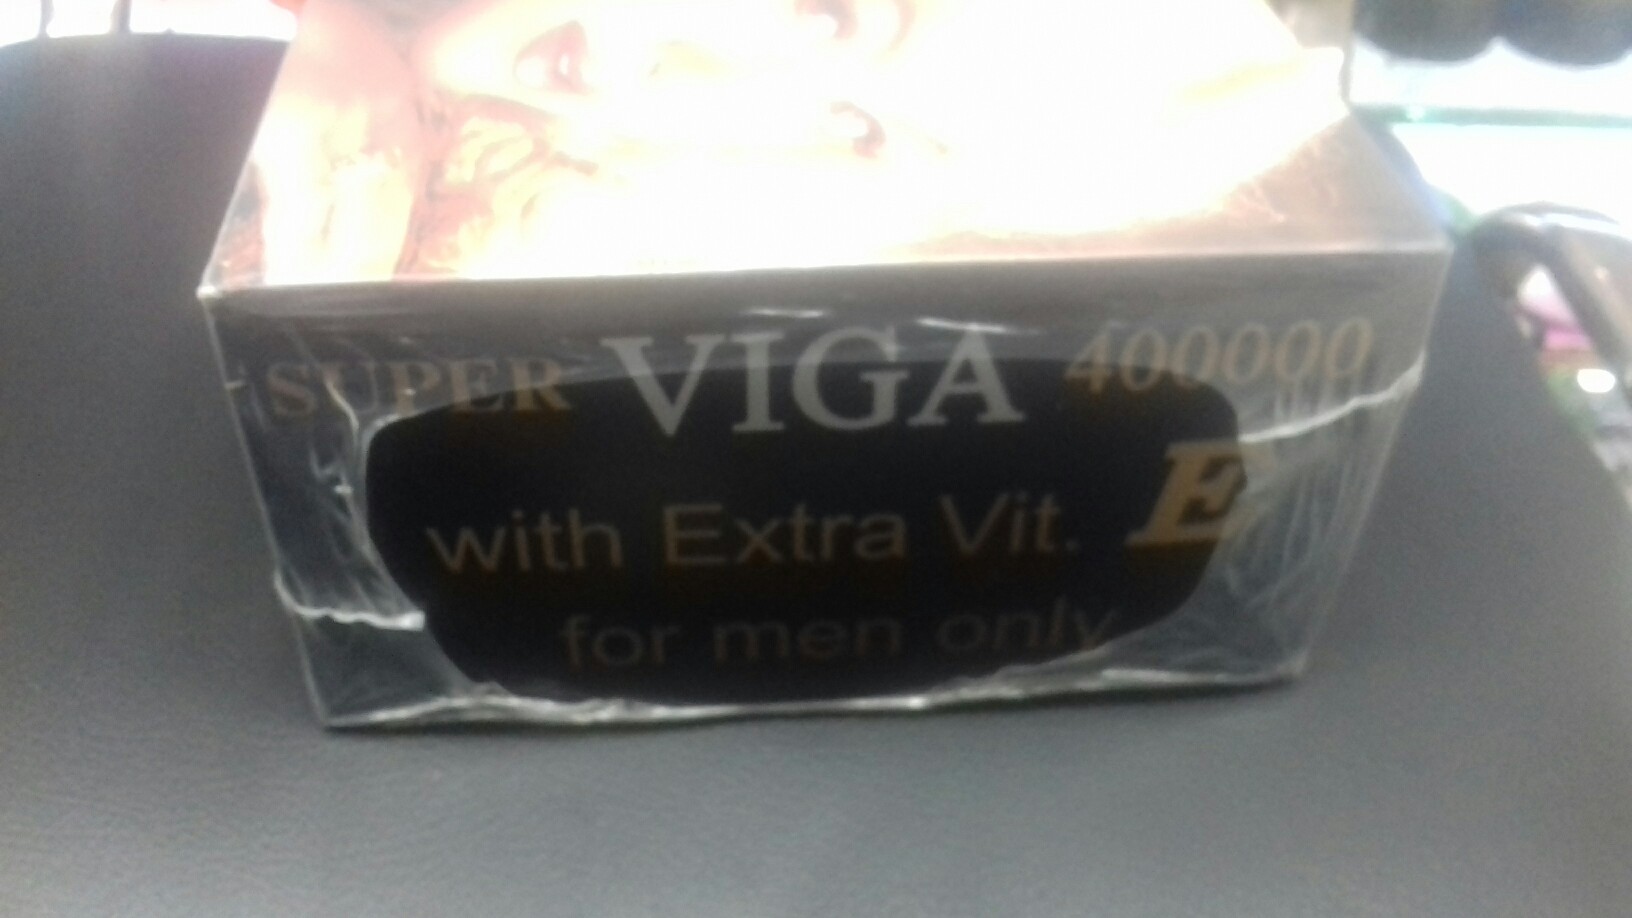 SUPER VIGA 400000
with Extra Vit. E
for men only